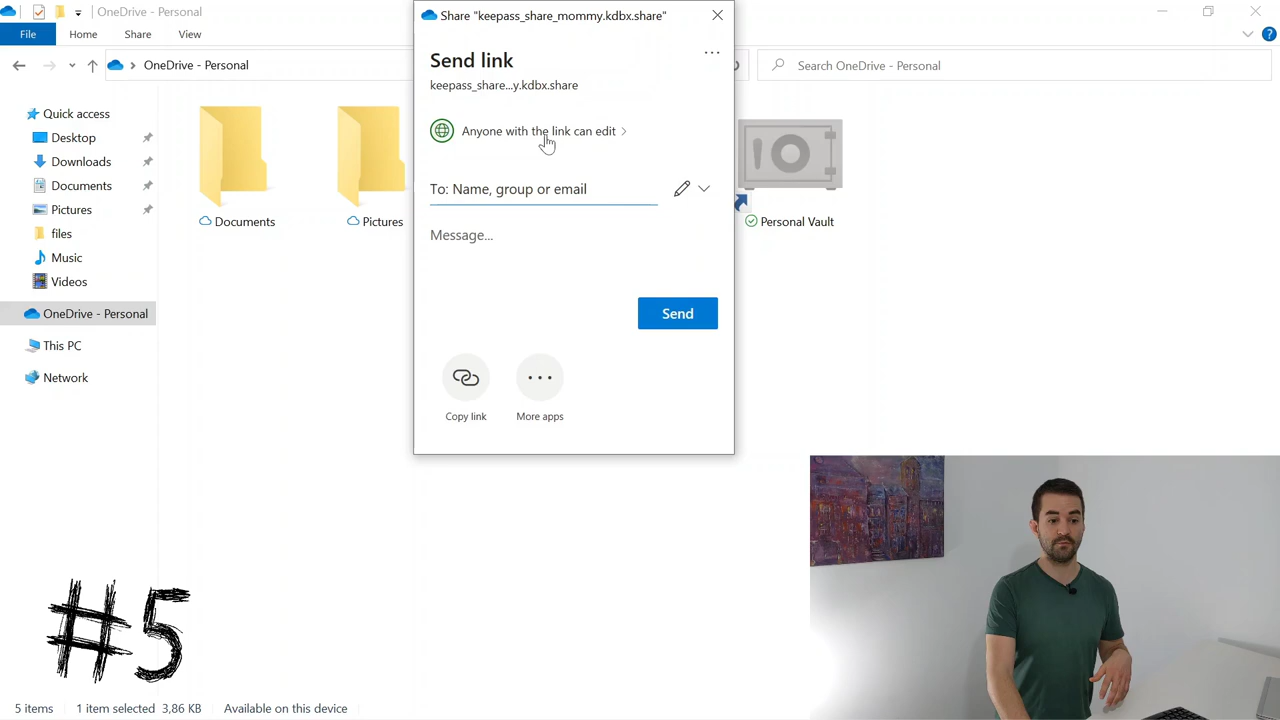 OneDrive - Personal
File
Home
Share
View
OneDrive - Personal
Search OneDrive - Personal
Quick access
Desktop
Downloads
Documents
Pictures
files
Music
Videos
OneDrive - Personal
This PC
Network
Documents
Pictures
Personal Vault
Share "keepass_share_mommy.kdbx.share"
Send link
keepass_share...y.kdbx.share
Anyone with the link can edit
To: Name, group or email
Message...
Send
Copy link
More apps
#5
5 items
1 item selected
3,86 KB
Available on this device